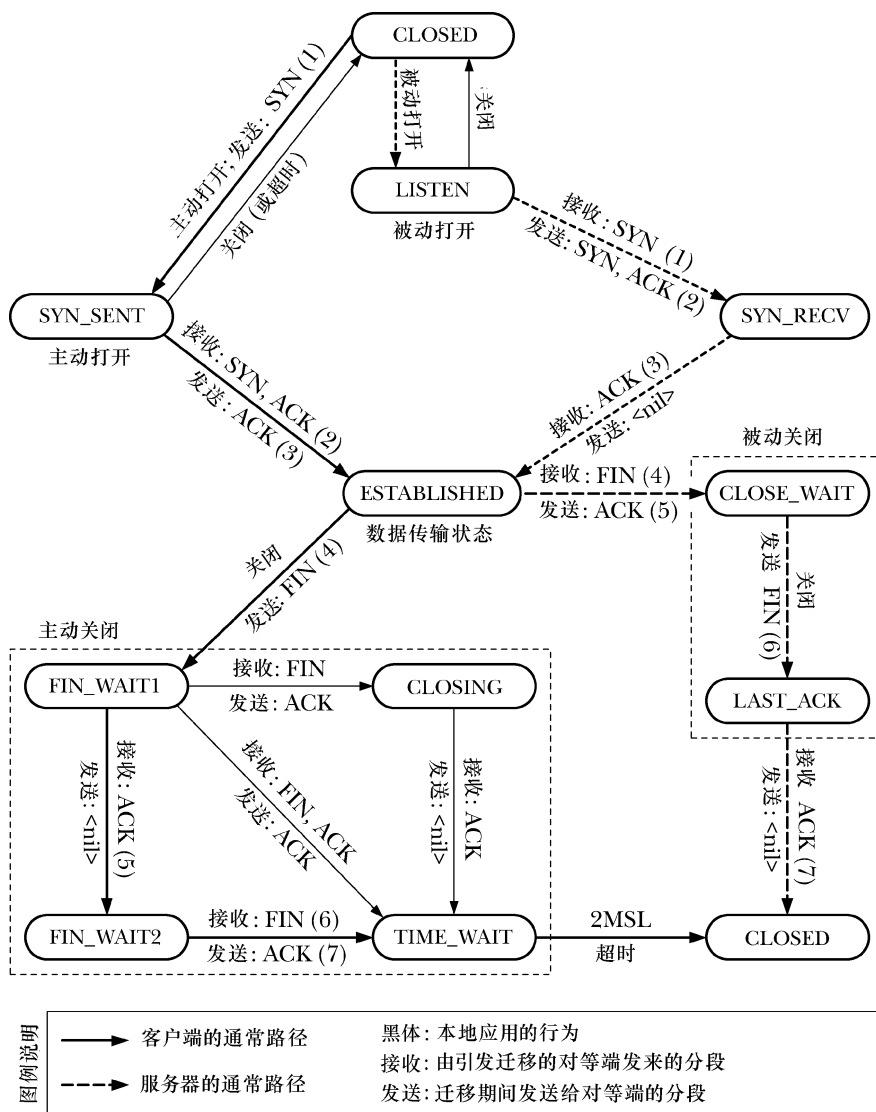 CLOSED
主动打开; 发送: SYN (1)
关闭 (或超时)
被动打开
关闭
LISTEN
被动打开
接收: SYN (1)
发送: SYN, ACK (2)
SYN_SENT
主动打开
SYN_RECV
接收: SYN, ACK (2)
发送: ACK (3)
接收: ACK (3)
发送: <nil>
ESTABLISHED
数据传输状态
接收: FIN (4)
发送: ACK (5)
被动关闭
CLOSE_WAIT
关闭
发送 FIN (6)
LAST_ACK
接收 ACK (7)
发送: <nil>
关闭
发送: FIN (4)
主动关闭
FIN_WAIT1
接收: FIN
发送: ACK
CLOSING
接收: ACK (5)
发送: <nil>
接收: FIN, ACK
发送: ACK
接收: ACK
发送: <nil>
FIN_WAIT2
接收: FIN (6)
发送: ACK (7)
TIME_WAIT
2MSL
超时
CLOSED
图例说明
客户端的通常路径
服务器的通常路径
黑体: 本地应用的行为
接收: 由引发迁移的对等端发来的分段
发送: 迁移期间发送给对等端的分段